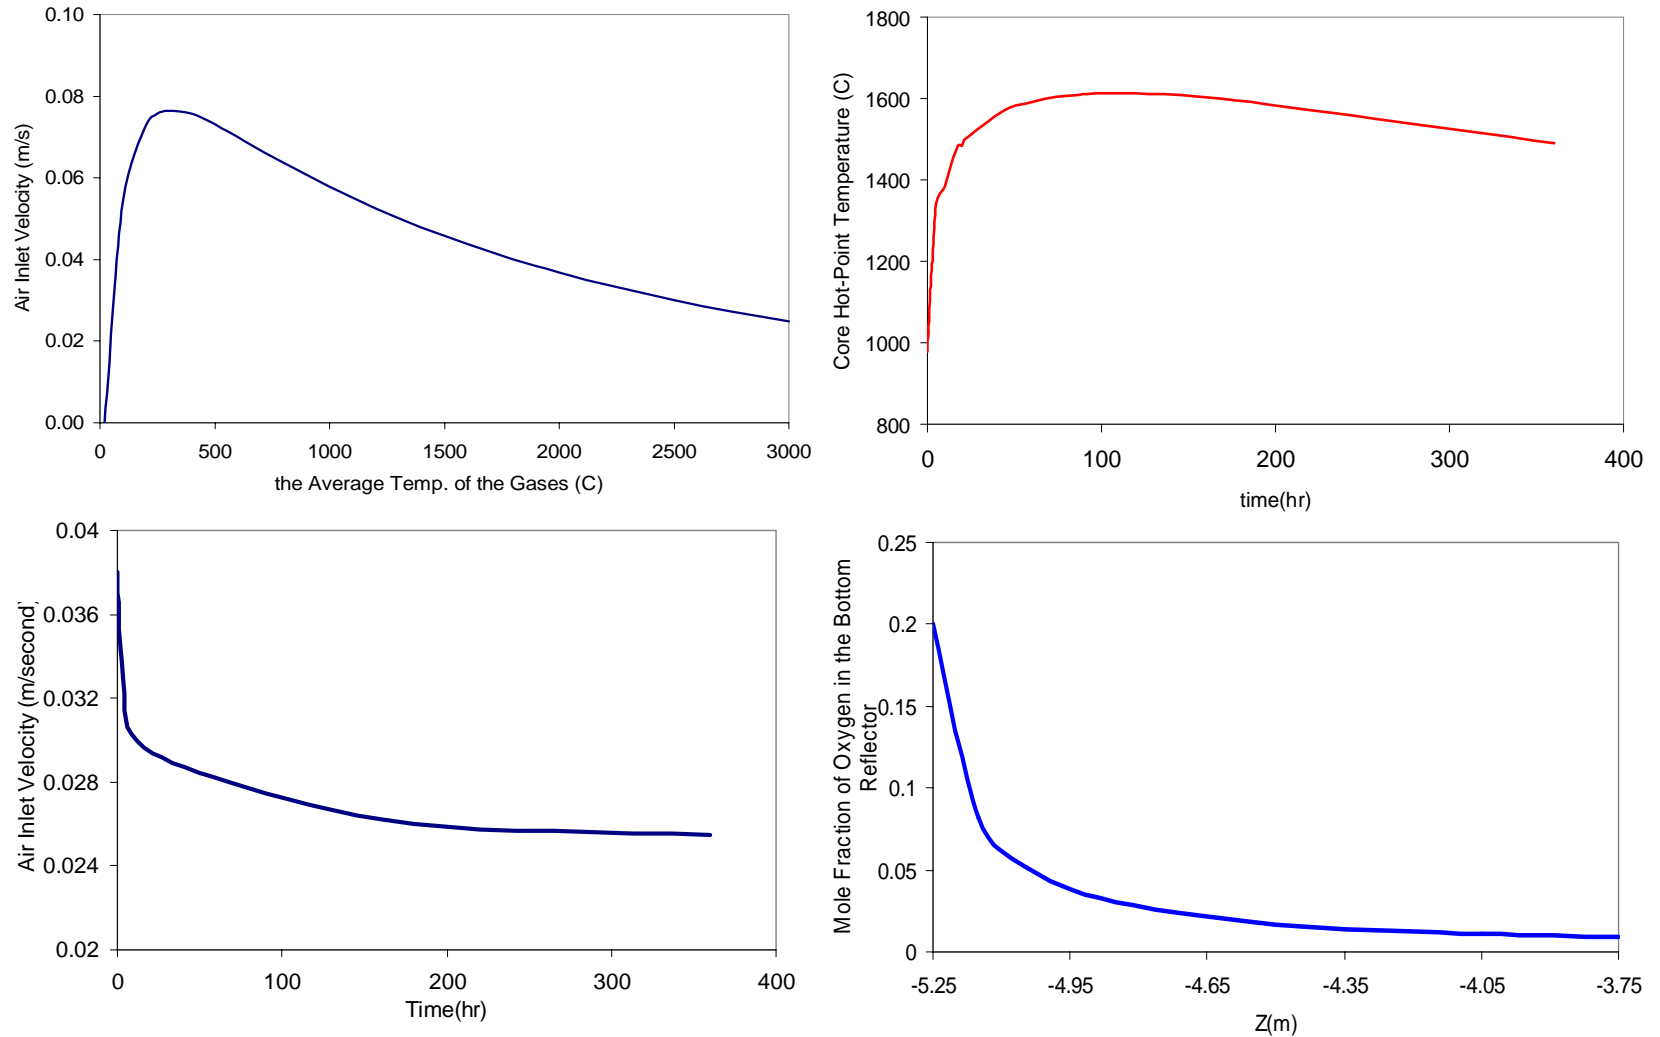 0.10
0.08
0.06
0.04
0.02
0.00
Air Inlet Velocity (m/s)
0 500 1000 1500 2000 2500 3000
the Average Temp. of the Gases (C)
1800
1600
1400
1200
1000
800
Core Hot-Point Temperature (C)
0 100 200 300 400
time(hr)
0.04
0.036
0.032
0.028
0.024
0.02
Air Inlet Velocity (m/second)
0 100 200 300 400
Time(hr)
0.25
0.2
0.15
0.1
0.05
0
Mole Fraction of Oxygen in the Bottom
Reflector
-5.25 -4.95 -4.65 -4.35 -4.05 -3.75
Z(m)